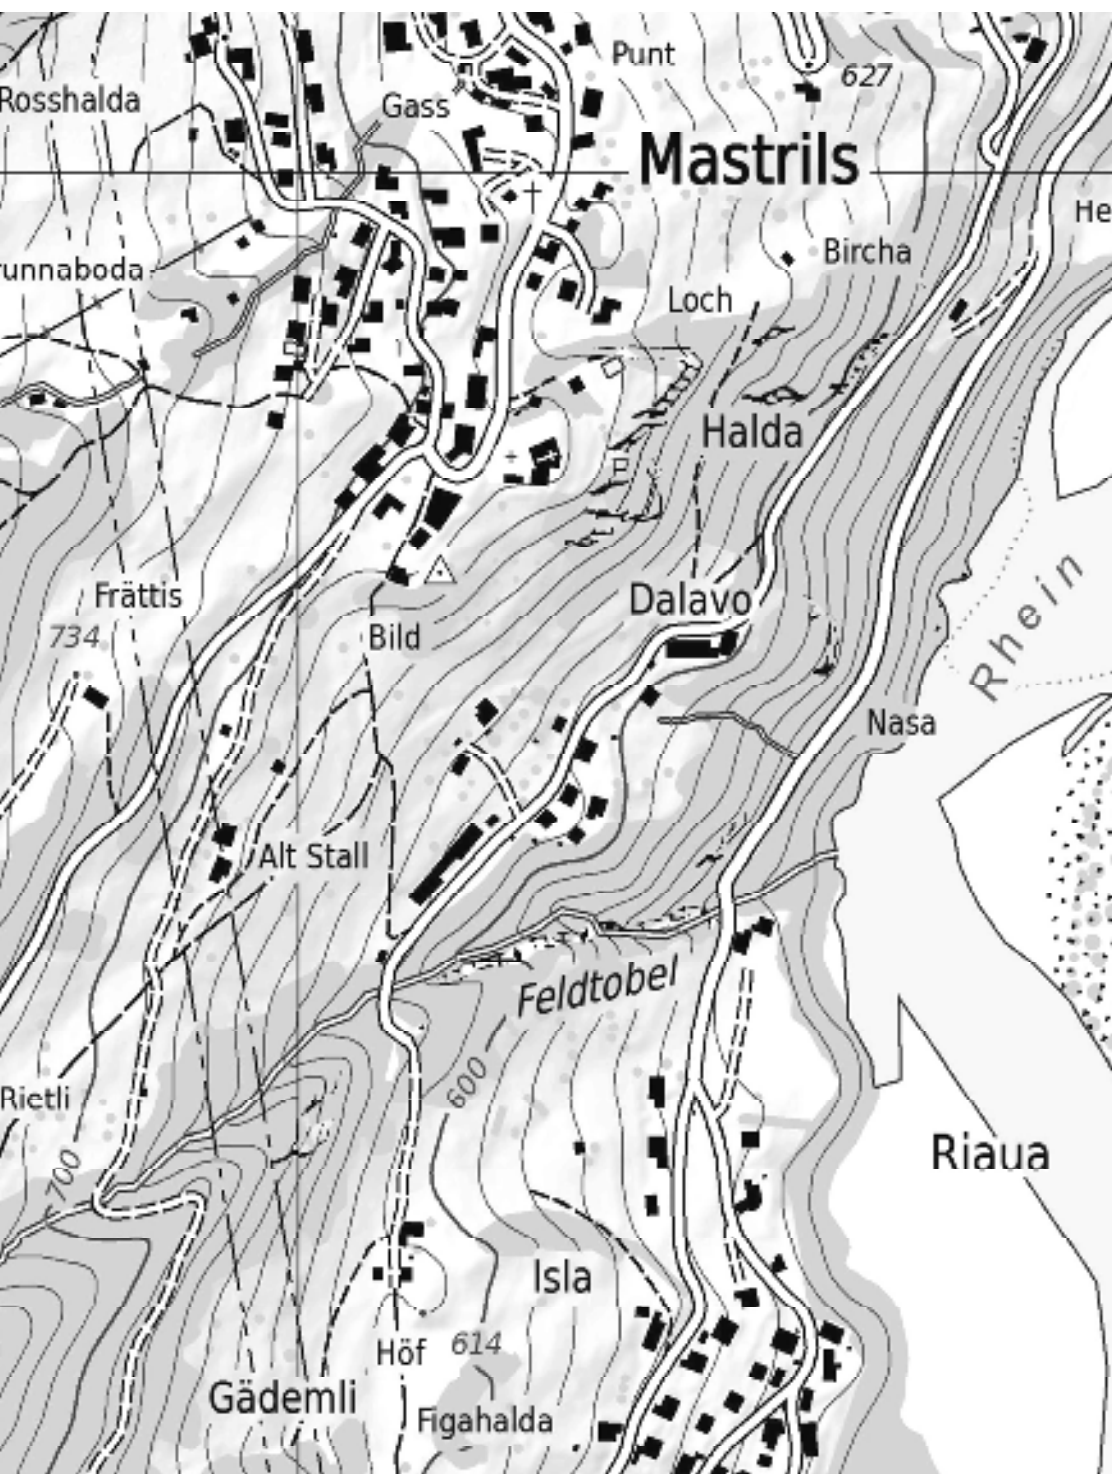 Punt
627
Rosshalda
Gass
Mastrils
He
Bircha
runnaboda
Loch
Halda
Rhein
Frättis
Dalavo
734
Bild
Nasa
Alt Stall
Feldtobel
600
Rietli
Riaua
700
Isla
Höf
614
Gädemli
Figahalda